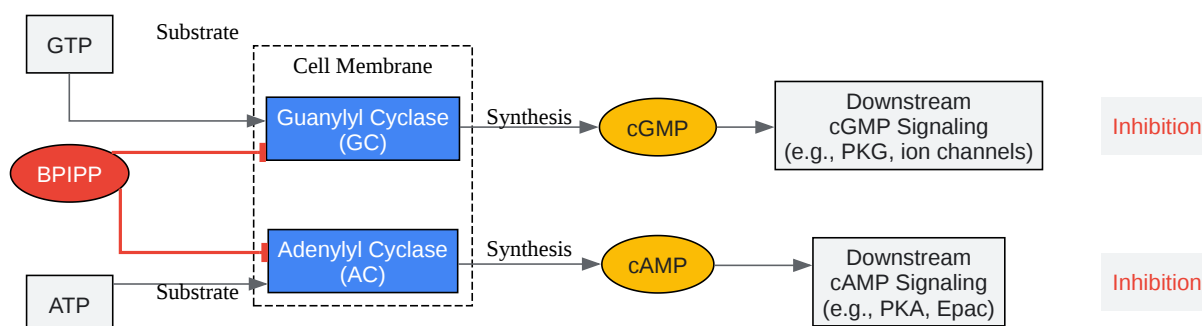 GTP
Substrate
Cell Membrane
Guanylyl Cyclase
(GC)
Synthesis
cGMP
Downstream
cGMP Signaling
(e.g., PKG, ion channels)
Inhibition
BPIPP
Adenylyl Cyclase
(AC)
Synthesis
cAMP
Downstream
cAMP Signaling
(e.g., PKA, Epac)
Inhibition
ATP
Substrate